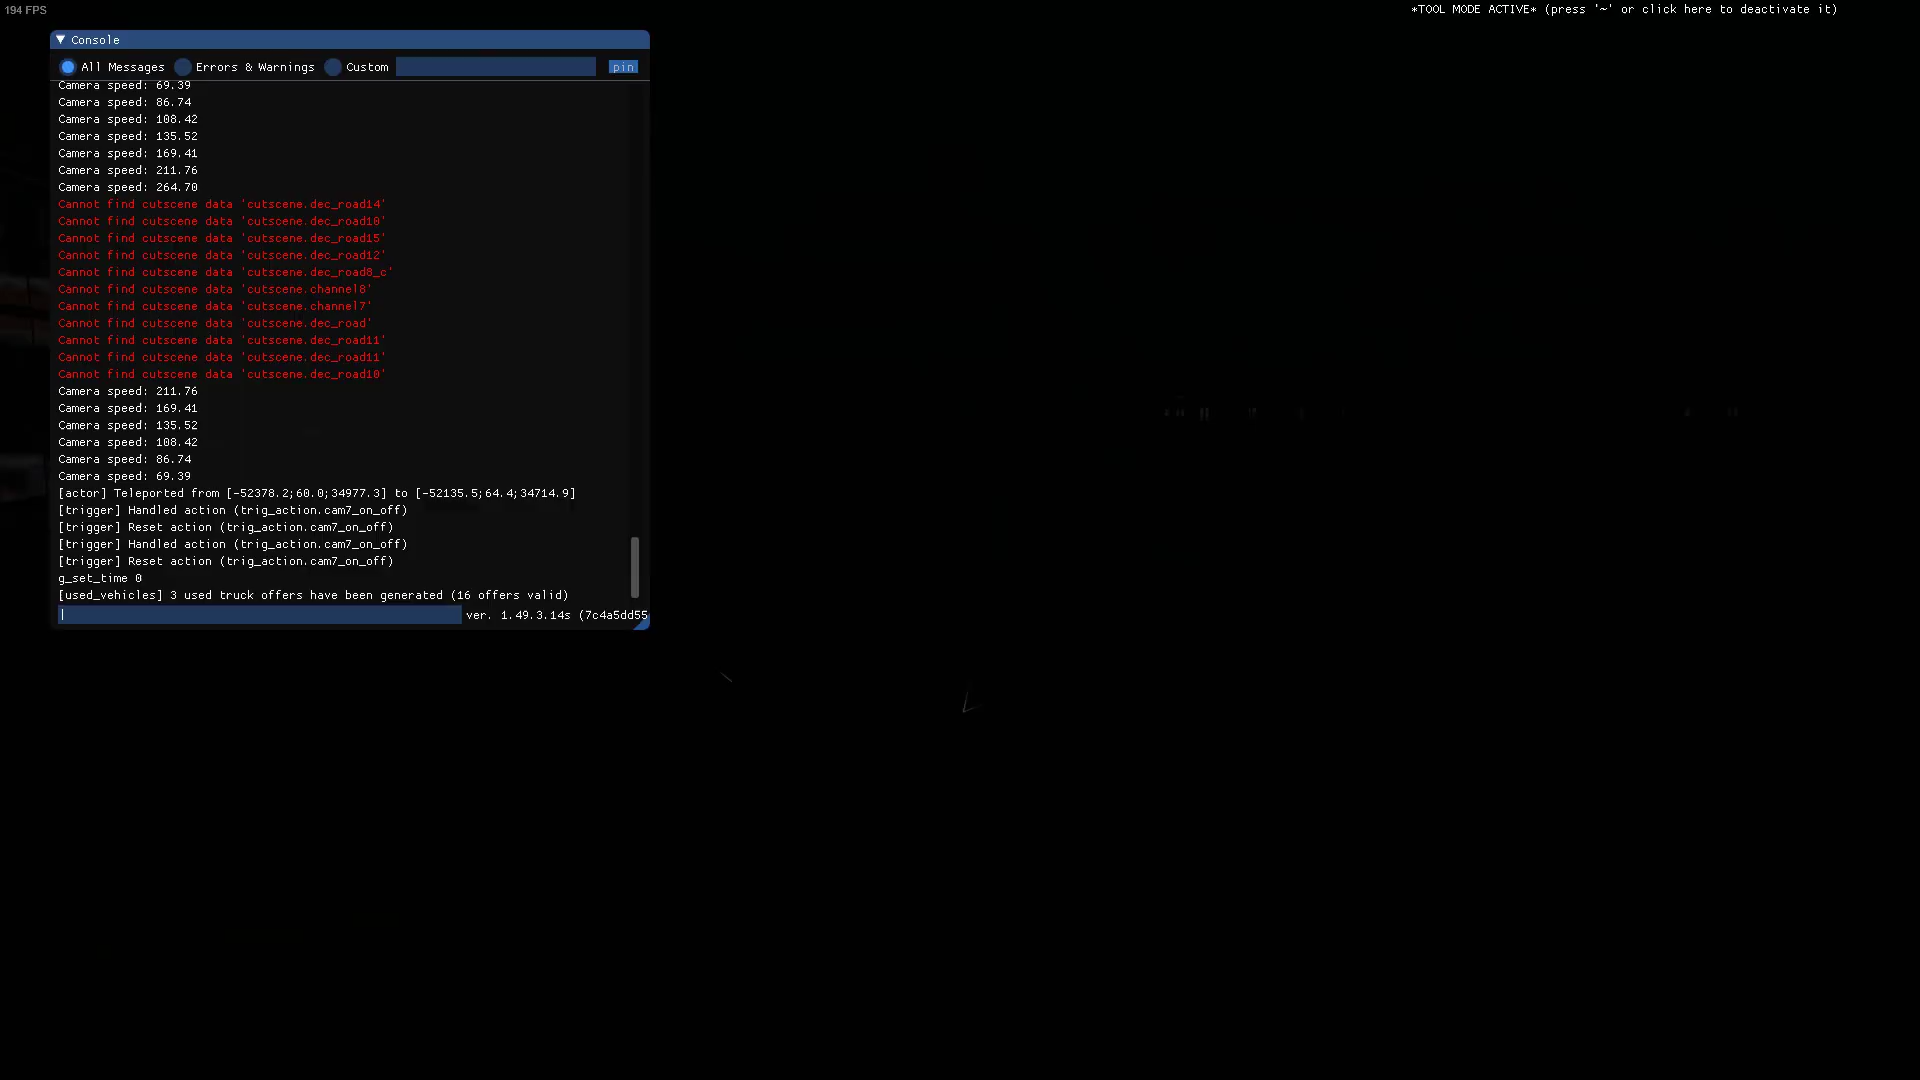 194 FPS
*TOOL MODE ACTIVE* (press '~' or click here to deactivate it)
Console
All Messages Errors & Warnings Custom pin
Camera speed: 69.39
Camera speed: 86.74
Camera speed: 108.42
Camera speed: 135.52
Camera speed: 169.41
Camera speed: 211.76
Camera speed: 264.70
Cannot find cutscene data 'cutscene.dec_road14'
Cannot find cutscene data 'cutscene.dec_road10'
Cannot find cutscene data 'cutscene.dec_road15'
Cannot find cutscene data 'cutscene.dec_road12'
Cannot find cutscene data 'cutscene.dec_road8_c'
Cannot find cutscene data 'cutscene.channel8'
Cannot find cutscene data 'cutscene.channel7'
Cannot find cutscene data 'cutscene.dec_road'
Cannot find cutscene data 'cutscene.dec_road11'
Cannot find cutscene data 'cutscene.dec_road11'
Cannot find cutscene data 'cutscene.dec_road10'
Camera speed: 211.76
Camera speed: 169.41
Camera speed: 135.52
Camera speed: 108.42
Camera speed: 86.74
Camera speed: 69.39
[actor] Teleported from [-52378.2;60.0;34977.3] to [-52135.5;64.4;34714.9]
[trigger] Handled action (trig_action.cam7_on_off)
[trigger] Reset action (trig_action.cam7_on_off)
[trigger] Handled action (trig_action.cam7_on_off)
[trigger] Reset action (trig_action.cam7_on_off)
g_set_time 0
[used_vehicles] 3 used truck offers have been generated (16 offers valid)
ver. 1.49.3.14s (7c4a5dd55